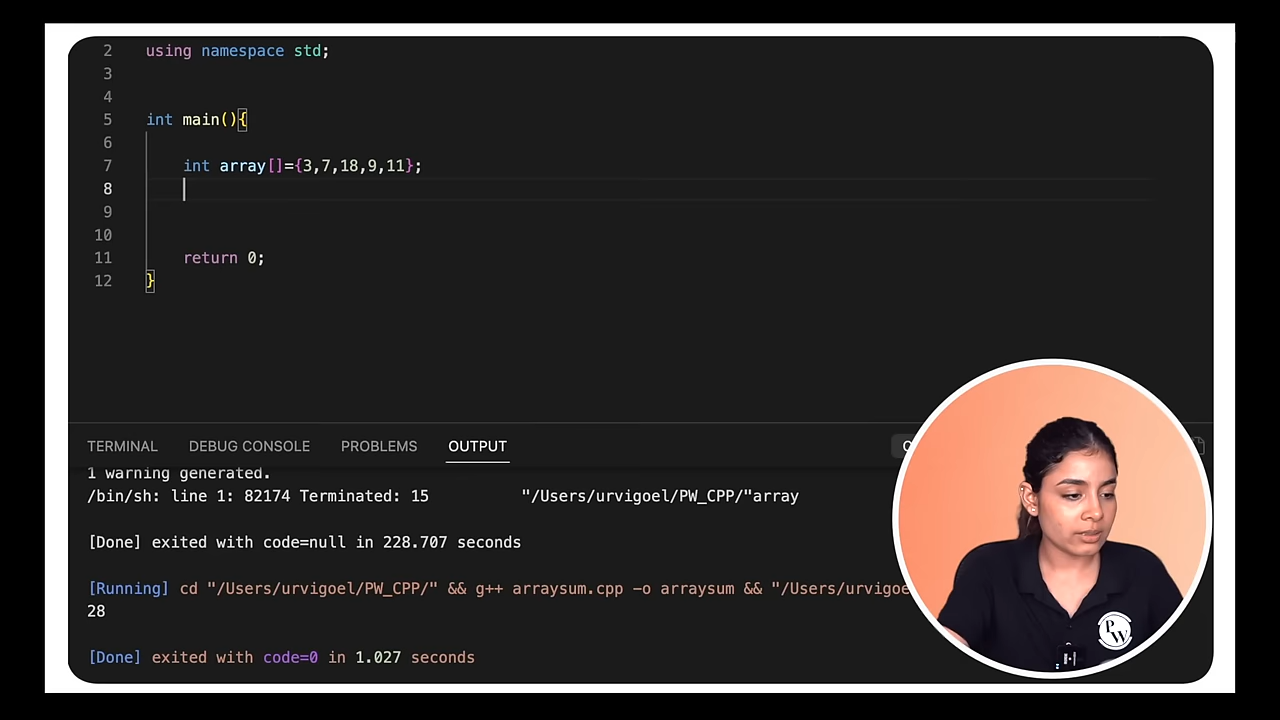 2 using namespace std;
3
4
5 int main(){
6
7 int array[]={3,7,18,9,11};
8
9
10
11 return 0;
12 }
TERMINAL DEBUG CONSOLE PROBLEMS OUTPUT
1 warning generated.
/bin/sh: line 1: 82174 Terminated: 15 "/Users/urvigoel/PW_CPP/"array
[Done] exited with code=null in 228.707 seconds
[Running] cd "/Users/urvigoel/PW_CPP/" && g++ arraysum.cpp -o arraysum && "/Users/urvigoe
28
[Done] exited with code=0 in 1.027 seconds
PW